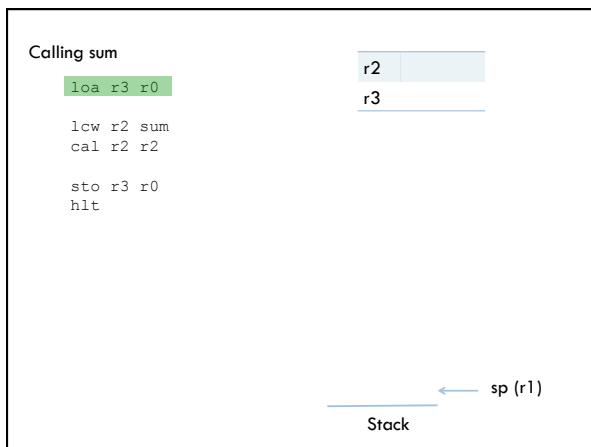 Calling sum
loa r3 r0
lcw r2 sum
cal r2 r2
sto r3 r0
hlt
r2
r3
sp (r1)
Stack